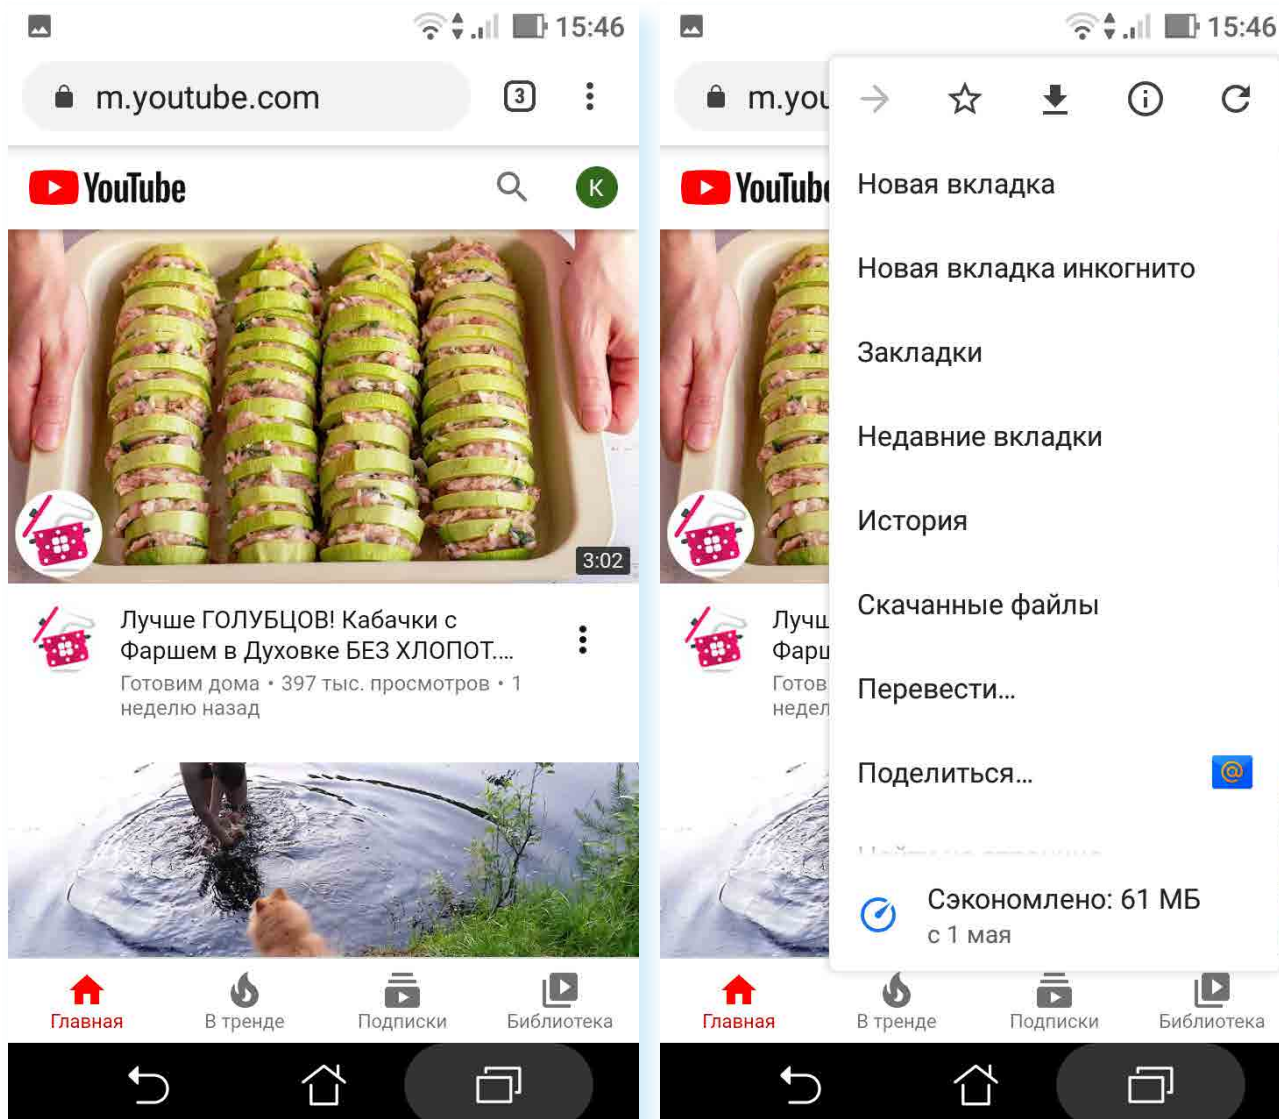 15:46
m.youtube.com
3
YouTube
K
3:02
Лучше ГОЛУБЦОВ! Кабачки с
Фаршем в Духовке БЕЗ ХЛОПОТ....
Готовим дома • 397 тыс. просмотров • 1
неделю назад
Главная
В тренде
Подписки
Библиотека
15:46
m.you
YouTube
Новая вкладка
Новая вкладка инкогнито
Закладки
Недавние вкладки
История
Скачанные файлы
Лучш
Фарш
Готов
недел
Перевести...
Поделиться...
Сэкономлено: 61 МБ
с 1 мая
Главная
В тренде
Подписки
Библиотека